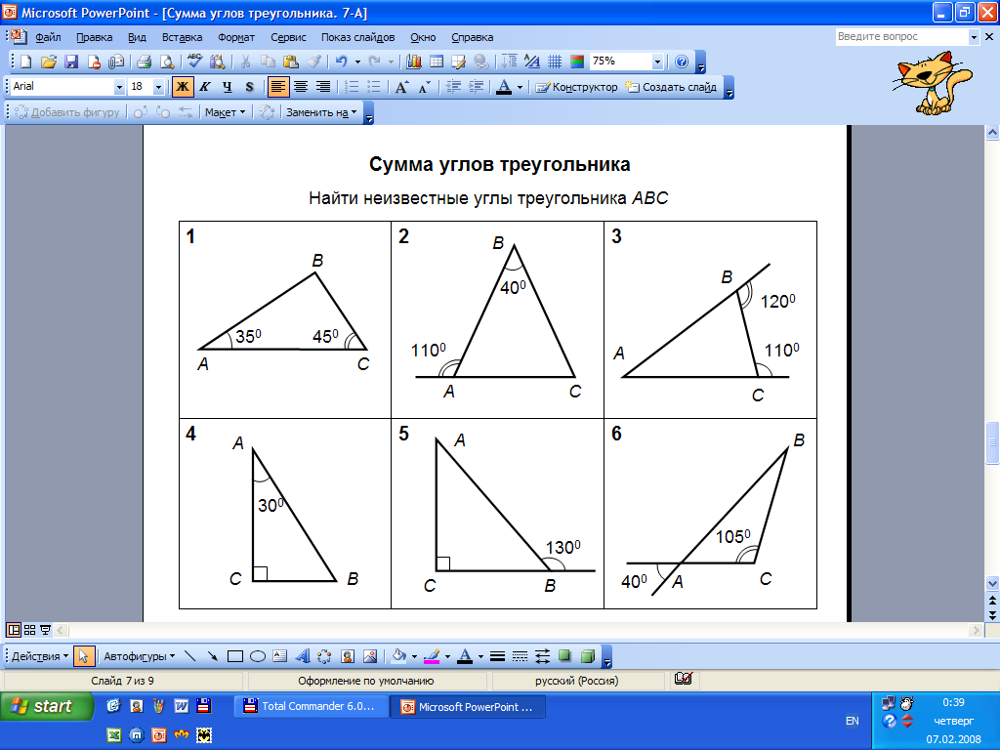 Microsoft PowerPoint - [Сумма углов треугольника. 7-А]
Файл Правка Вид Вставка Формат Сервис Показ слайдов Окно Справка
Введите вопрос
75%
Arial 18 Ж К Ч S Конструктор Создать слайд
Добавить фигуру Макет Заменить на
Сумма углов треугольника
Найти неизвестные углы треугольника ABC
1
B
35⁰ 45⁰
A C
2
B
40⁰
110⁰
A C
3
B
120⁰
A 110⁰
C
4
A
30⁰
C B
5
A
130⁰
C B
6
B
105⁰
40⁰ A C
Действия Автофигуры
Слайд 7 из 9 Оформление по умолчанию русский (Россия)
start Total Commander 6.0... Microsoft PowerPoint ... EN 0:39
четверг
07.02.2008